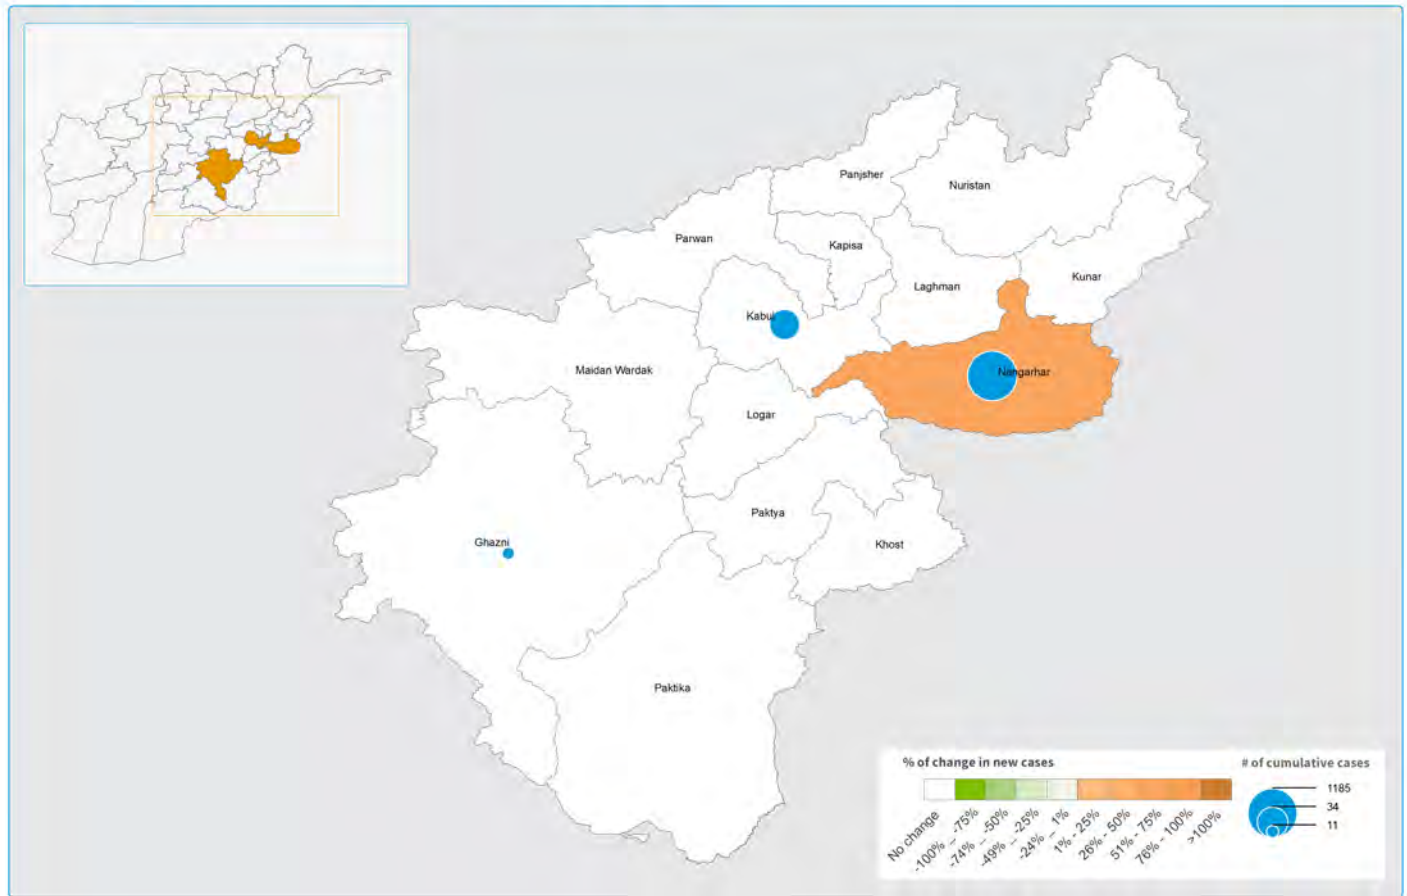 Panjsher
Nuristan
Parwan
Kapisa
Kunar
Laghman
Kabul
Maidan Wardak
Nangarhar
Logar
Paktya
Ghazni
Khost
Paktika
% of change in new cases
No change
-100% _ -75%
-74% _ -50%
-49% _ -25%
-24% _ -1%
1% - 25%
26% - 50%
51% - 75%
76% - 100%
>100%
# of cumulative cases
1185
34
11